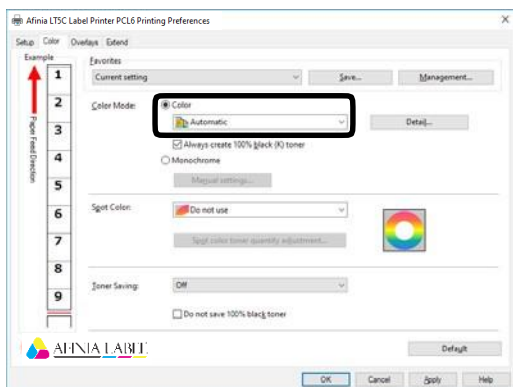 Afinia LT5C Label Printer PCL6 Printing Preferences
Setup Color Overlays Extend
Example
Paper Feed Direction
1
2
3
4
5
6
7
8
9
Favorites
Current setting Save... Management...
Color Mode: Color
Automatic Detail...
Always create 100% black (K) toner
Monochrome
Manual settings...
Spot Color: Do not use
Spot color toner quantity adjustment...
Toner Saving: Off
Do not save 100% black toner
AFINIA LABEL
Default
OK Cancel Apply Help